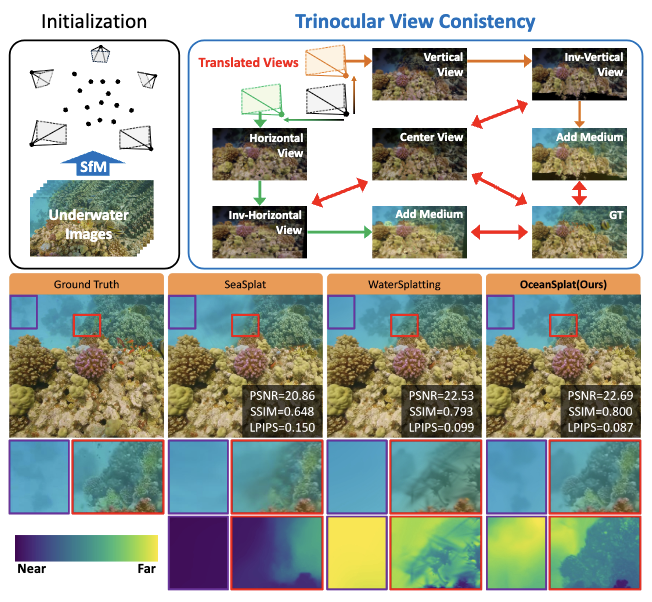 Initialization
SfM
Underwater
Images
Trinocular View Conistency
Translated Views
Vertical
View
Inv-Vertical
View
Horizontal
View
Center View
Add Medium
Inv-Horizontal
View
Add Medium
GT
Ground Truth
SeaSplat
WaterSplatting
OceanSplat(Ours)
PSNR=20.86
SSIM=0.648
LPIPS=0.150
PSNR=22.53
SSIM=0.793
LPIPS=0.099
PSNR=22.69
SSIM=0.800
LPIPS=0.087
Near
Far